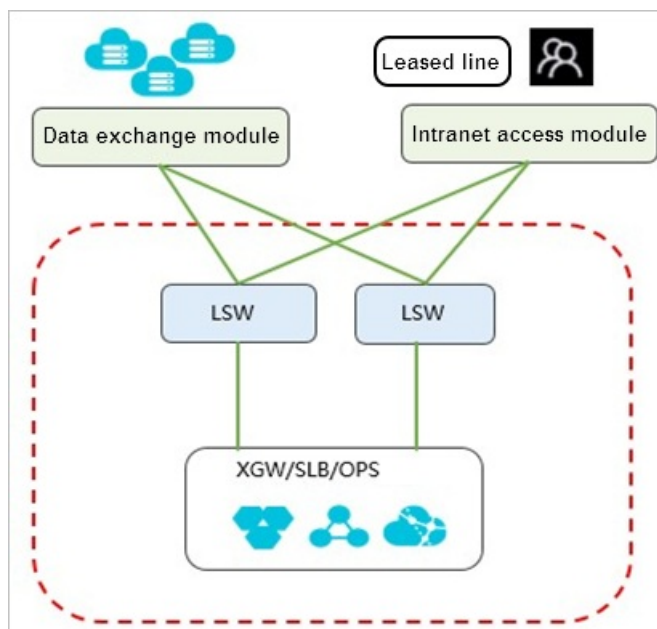 Leased line
Data exchange module
Intranet access module
LSW
LSW
XGW/SLB/OPS